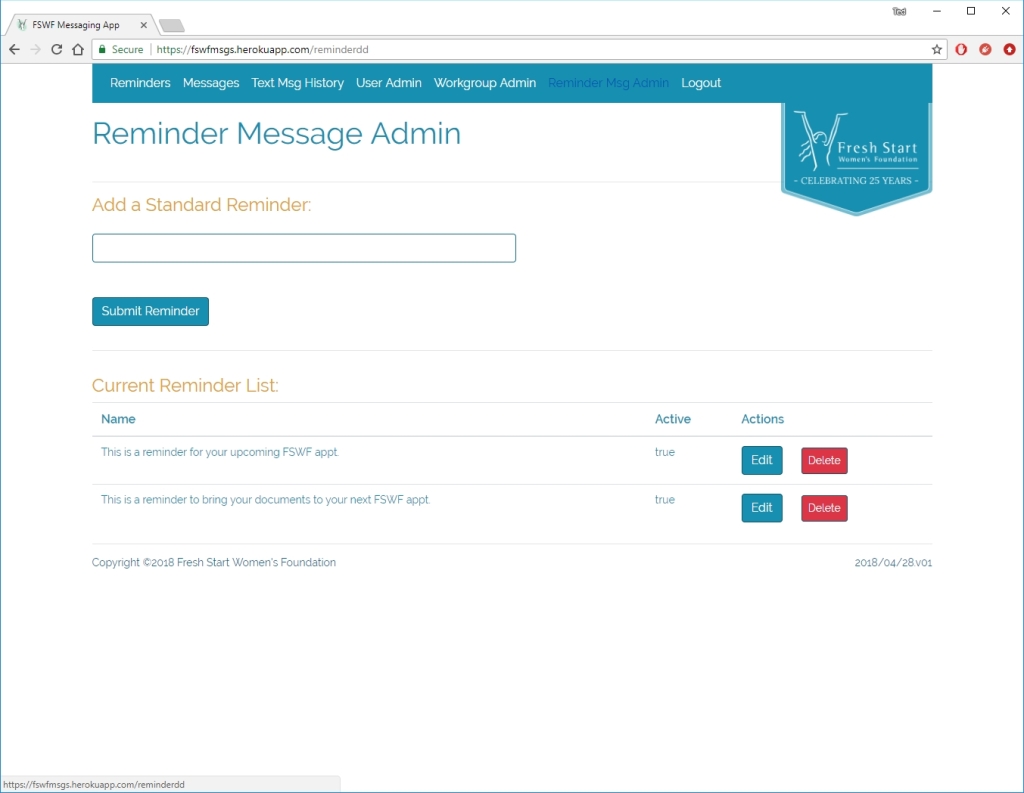 FSWF Messaging App
Ted
Secure
https://fswfmsgs.herokuapp.com/reminderdd
Reminders Messages Text Msg History User Admin Workgroup Admin Reminder Msg Admin Logout
Reminder Message Admin
Fresh Start
Women's Foundation
- CELEBRATING 25 YEARS -
Add a Standard Reminder:
Submit Reminder
Current Reminder List:
Name Active Actions
This is a reminder for your upcoming FSWF appt. true Edit Delete
This is a reminder to bring your documents to your next FSWF appt. true Edit Delete
Copyright ©2018 Fresh Start Women's Foundation 2018/04/28.v01
https://fswfmsgs.herokuapp.com/reminderdd